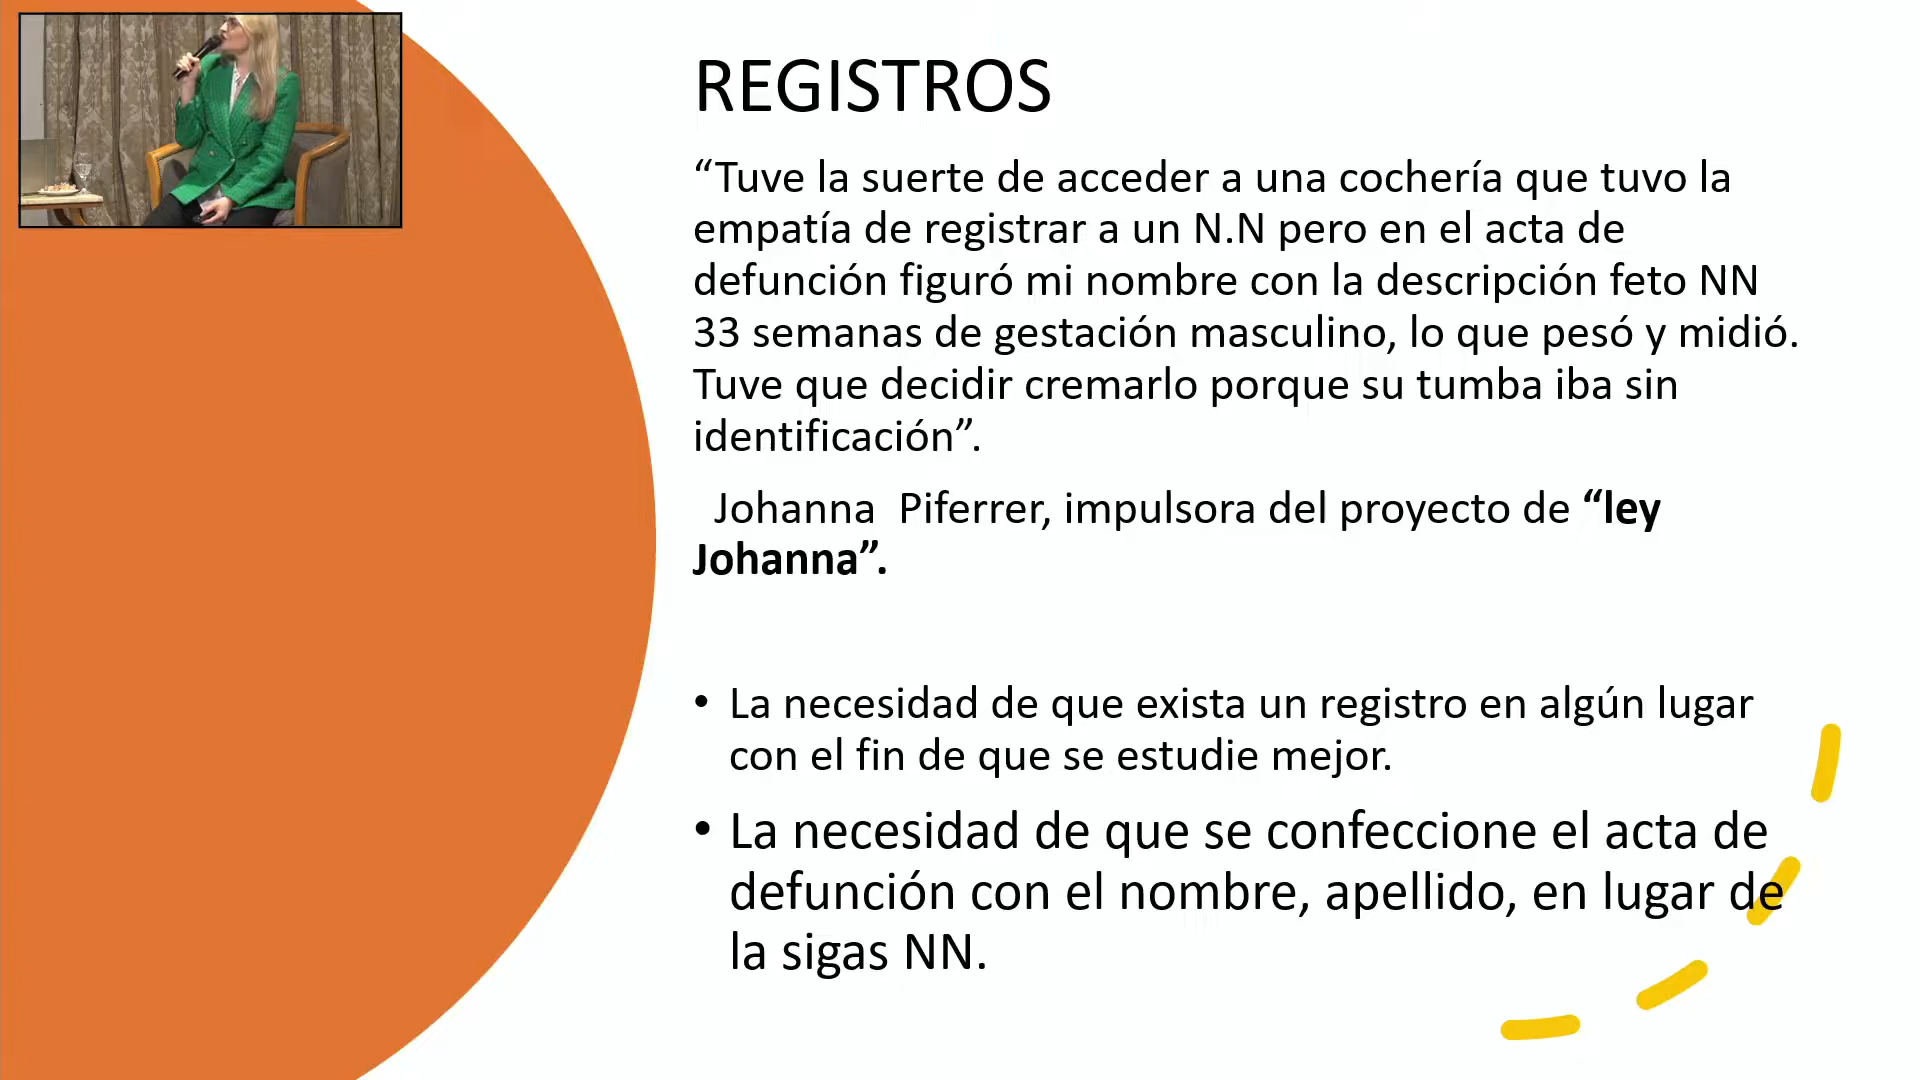 REGISTROS
“Tuve la suerte de acceder a una cochería que tuvo la
empatía de registrar a un N.N pero en el acta de
defunción figuró mi nombre con la descripción feto NN
33 semanas de gestación masculino, lo que pesó y midió.
Tuve que decidir cremarlo porque su tumba iba sin
identificación”.
Johanna  Piferrer, impulsora del proyecto de “ley
Johanna”.
• La necesidad de que exista un registro en algún lugar
con el fin de que se estudie mejor.
• La necesidad de que se confeccione el acta de
defunción con el nombre, apellido, en lugar de
la sigas NN.